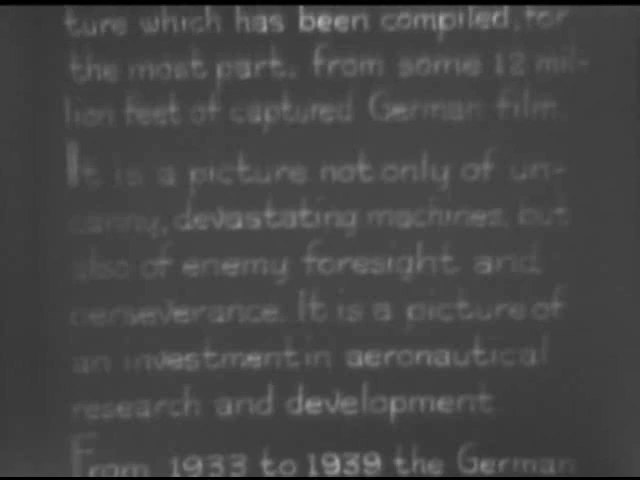 ture which has been compiled, for
the most part, from some 12 mil-
lion feet of captured German film.
It is a picture not only of un-
canny, devastating machines, but
also of enemy foresight and
perseverance. It is a picture of
an investment in aeronautical
research and development.
From 1933 to 1939 the German